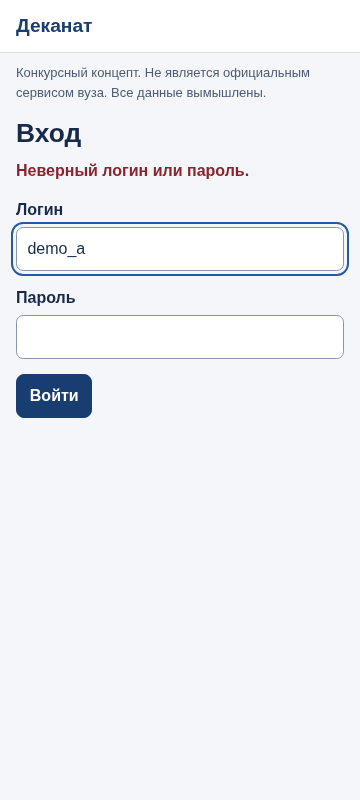 Деканат
Конкурсный концепт. Не является официальным
сервисом вуза. Все данные вымышлены.
Вход
Неверный логин или пароль.
Логин
demo_a
Пароль
Войти